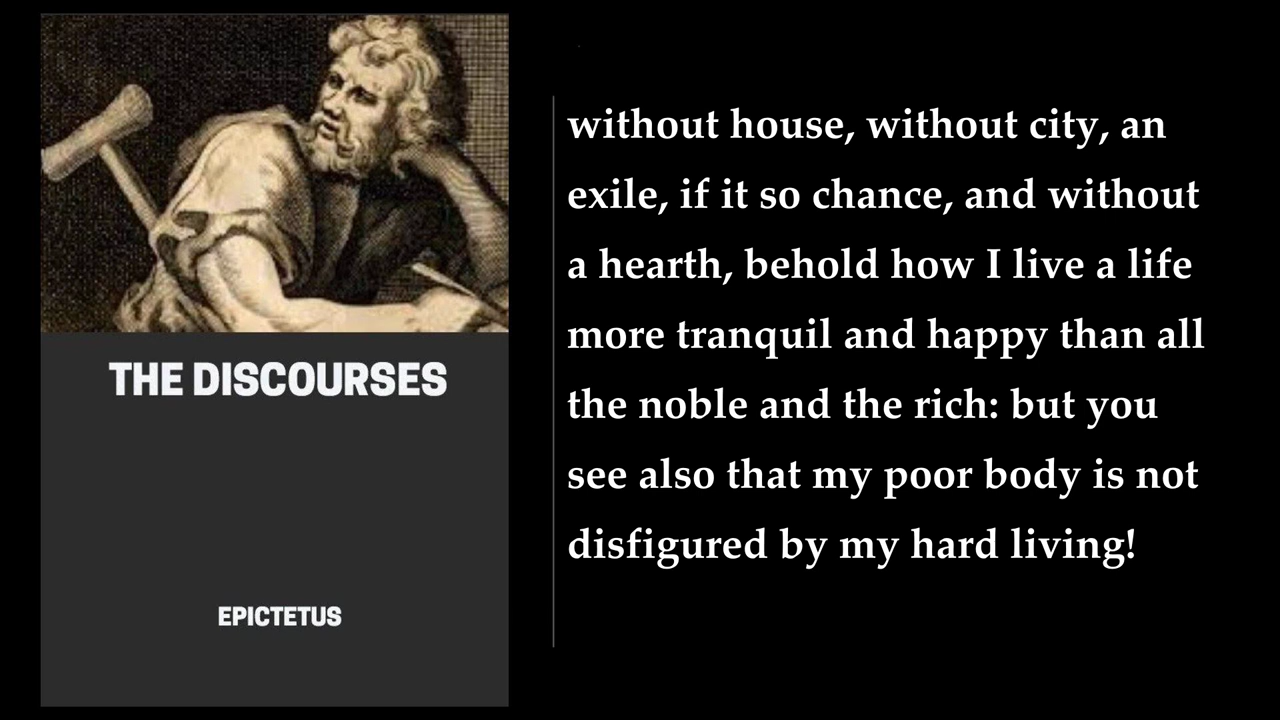 THE DISCOURSES
EPICTETUS
without house, without city, an
exile, if it so chance, and without
a hearth, behold how I live a life
more tranquil and happy than all
the noble and the rich: but you
see also that my poor body is not
disfigured by my hard living!